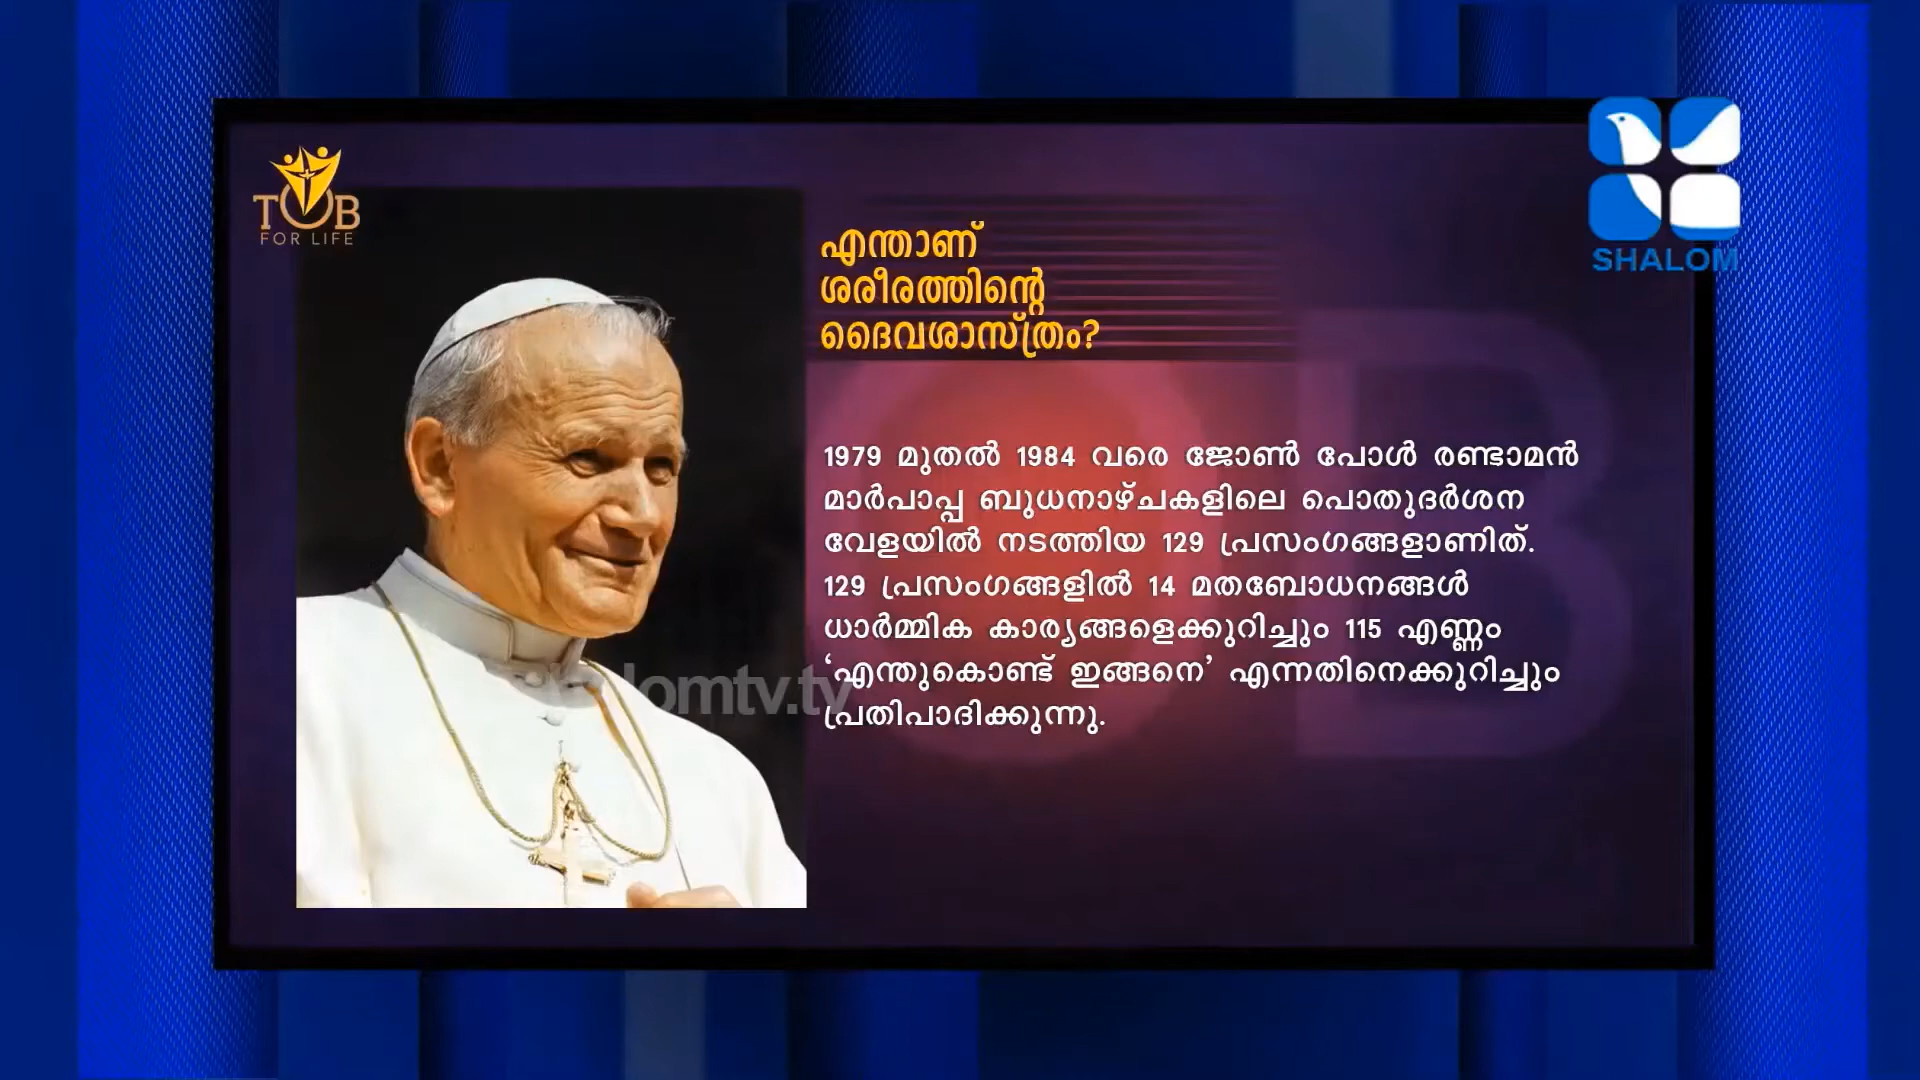 TOB
FOR LIFE
SHALOM
എന്താണ്
ശരീരത്തിന്റെ
ദൈവശാസ്ത്രം?
1979 മുതൽ 1984 വരെ ജോൺ പോൾ രണ്ടാമൻ
മാർപാപ്പ ബുധനാഴ്ചകളിലെ പൊതുദർശന
വേളയിൽ നടത്തിയ 129 പ്രസംഗങ്ങളാണിത്.
129 പ്രസംഗങ്ങളിൽ 14 മതബോധനങ്ങൾ
ധാർമ്മിക കാര്യങ്ങളെക്കുറിച്ചും 115 എണ്ണം
‘എന്തുകൊണ്ട് ഇങ്ങനെ’ എന്നതിനെക്കുറിച്ചും
പ്രതിപാദിക്കുന്നു.